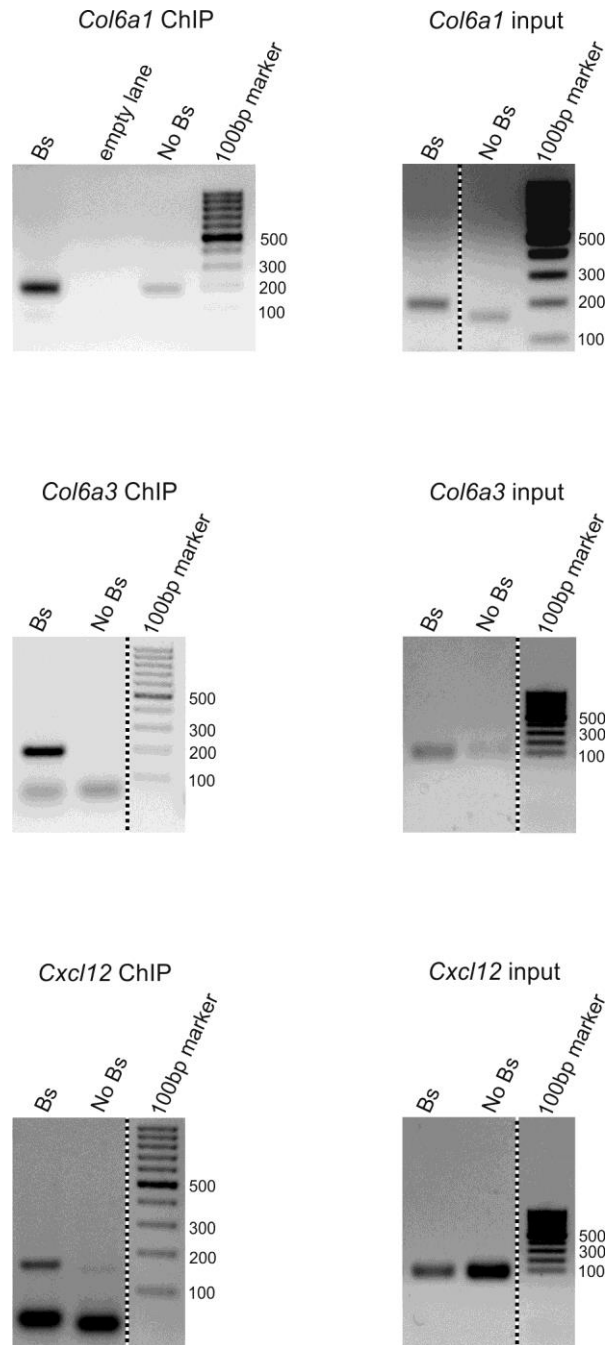 Col6a1 ChIP
Bs
empty lane
No Bs
100bp marker
500
300
200
100
Col6a1 input
Bs
No Bs
100bp marker
500
300
200
100
Col6a3 ChIP
Bs
No Bs
100bp marker
500
300
200
100
Col6a3 input
Bs
No Bs
100bp marker
500
300
100
Cxcl12 ChIP
Bs
No Bs
100bp marker
500
300
200
100
Cxcl12 input
Bs
No Bs
100bp marker
500
300
100